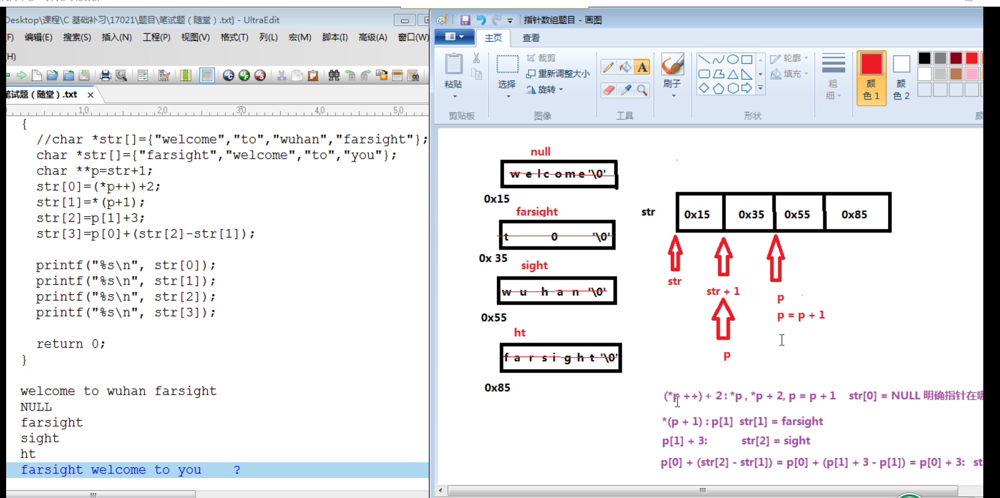 Desktop\课程\C 基础补习\17021\题目\笔试题（随堂）.txt] - UltraEdit
F) 编辑(E) 搜索(S) 插入(N) 工程(P) 视图(V) 格式(T) 列(L) 宏(M) 脚本(I) 高级(A) 窗口(W)
(H)
笔试题（随堂）.txt x
10 20 30 40 50
{
//char *str[]={"welcome","to","wuhan","farsight"};
char *str[]={"farsight","welcome","to","you"};
char **p=str+1;
str[0]=(*p++)+2;
str[1]=*(p+1);
str[2]=p[1]+3;
str[3]=p[0]+(str[2]-str[1]);
printf("%s\n", str[0]);
printf("%s\n", str[1]);
printf("%s\n", str[2]);
printf("%s\n", str[3]);
return 0;
}
welcome to wuhan farsight
NULL
farsight
sight
ht
farsight welcome to you ?
指针数组题目 - 画图
主页 查看
粘贴
剪贴板
选择
裁剪
重新调整大小
旋转
图像
A
工具
刷子
轮廓
填充
形状
粗
细
颜
色 1
颜
色 2
null
w e l c o m e '\0'
0x15
farsight
t 0 '\0'
0x 35
sight
w u h a n '\0'
0x55
ht
f a r s i g h t '\0'
0x85
str 0x15 0x35 0x55 0x85
str
str + 1
p
p
p = p + 1
(*p ++) + 2 : *p , *p + 2, p = p + 1 str[0] = NULL 明确指针在
*(p + 1) : p[1] str[1] = farsight
p[1] + 3: str[2] = sight
p[0] + (str[2] - str[1]) = p[0] + (p[1] + 3 - p[1]) = p[0] + 3: st